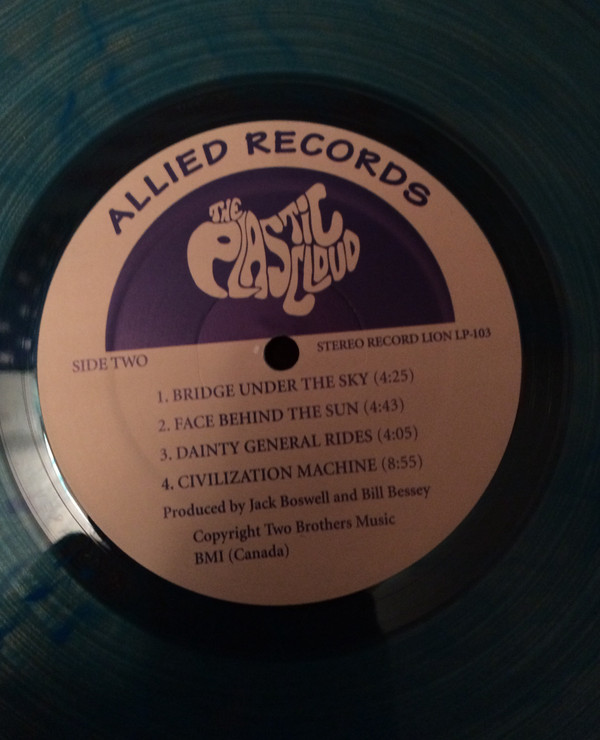 ALLIED RECORDS
THE
PLASTIC
CLOUD
SIDE TWO
STEREO RECORD LION LP-103
1. BRIDGE UNDER THE SKY (4:25)
2. FACE BEHIND THE SUN (4:43)
3. DAINTY GENERAL RIDES (4:05)
4. CIVILIZATION MACHINE (8:55)
Produced by Jack Boswell and Bill Bessey
Copyright Two Brothers Music
BMI (Canada)